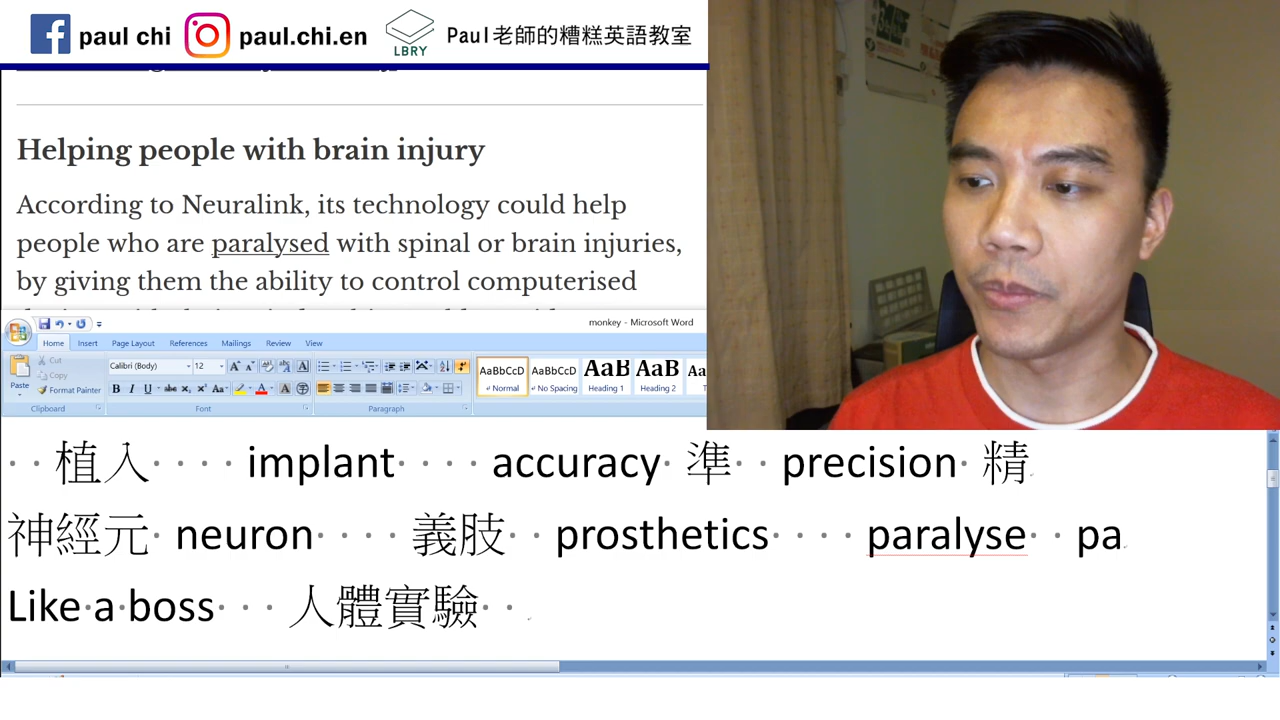 paul chi paul.chi.en LBRY Paul老師的糟糕英語教室
Helping people with brain injury
According to Neuralink, its technology could help
people who are paralysed with spinal or brain injuries,
by giving them the ability to control computerised
monkey - Microsoft Word
Home Insert Page Layout References Mailings Review View
Cut
Copy
Format Painter
Paste
Calibri (Body) 12
AaBbCcD AaBbCcD AaBb AaB
Normal No Spacing Heading 1 Heading 2
Clipboard Font Paragraph
植入 implant accuracy 準 precision 精
神經元 neuron 義肢 prosthetics paralyse pa
Like a boss 人體實驗